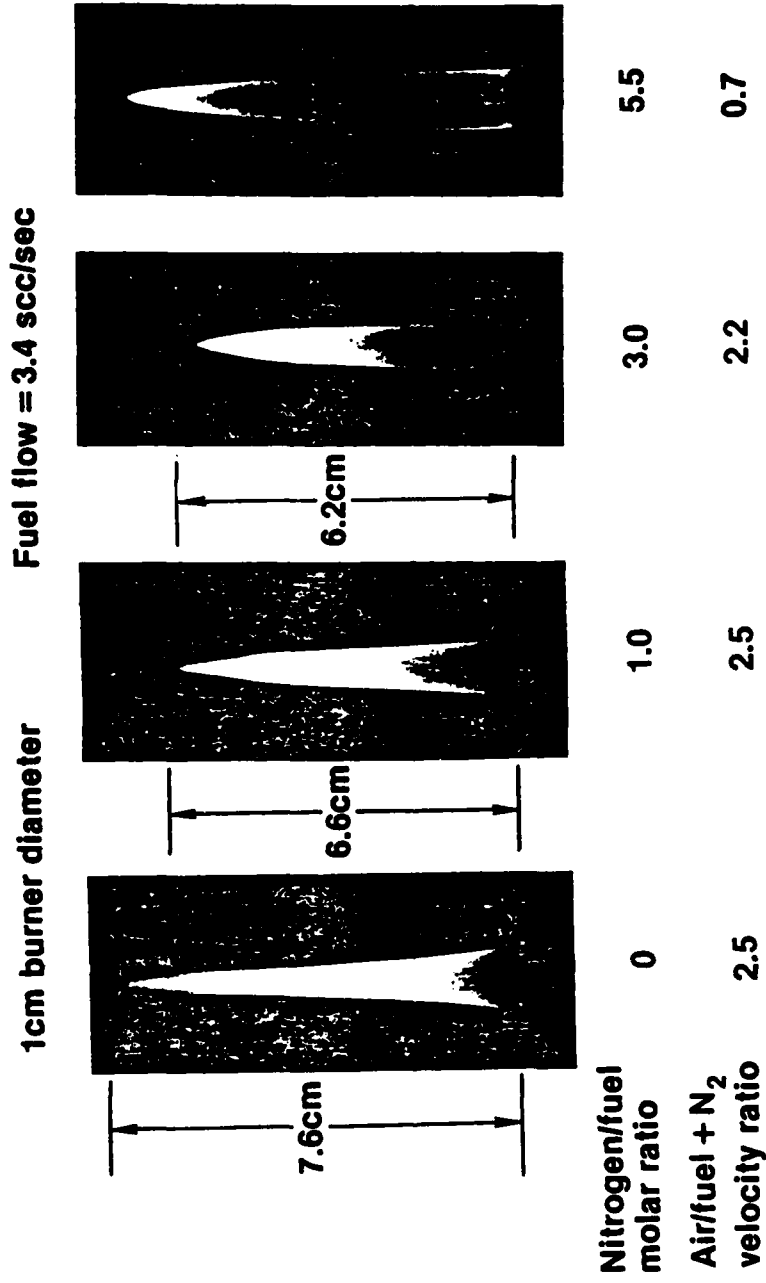 1cm burner diameter Fuel flow = 3.4 scc/sec
7.6cm
6.6cm
6.2cm
Nitrogen/fuel
molar ratio 0 1.0 3.0 5.5
Air/fuel + N₂
velocity ratio 2.5 2.5 2.2 0.7